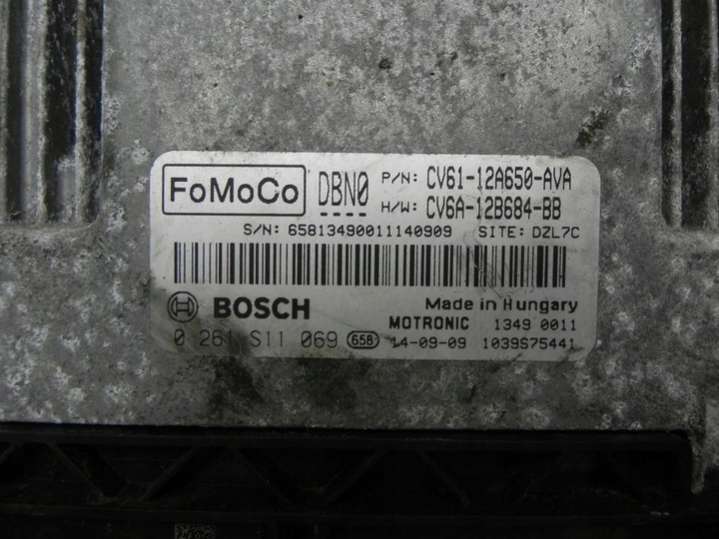 FoMoCo DBN0 P/N: CV61-12A650-AVA
H/W: CV6A-12B684-BB
S/N: 65813490011140909 SITE: DZL7C
BOSCH Made in Hungary
MOTRONIC 1349 0011
0 261 S11 069 658 14-09-09 1039S75441